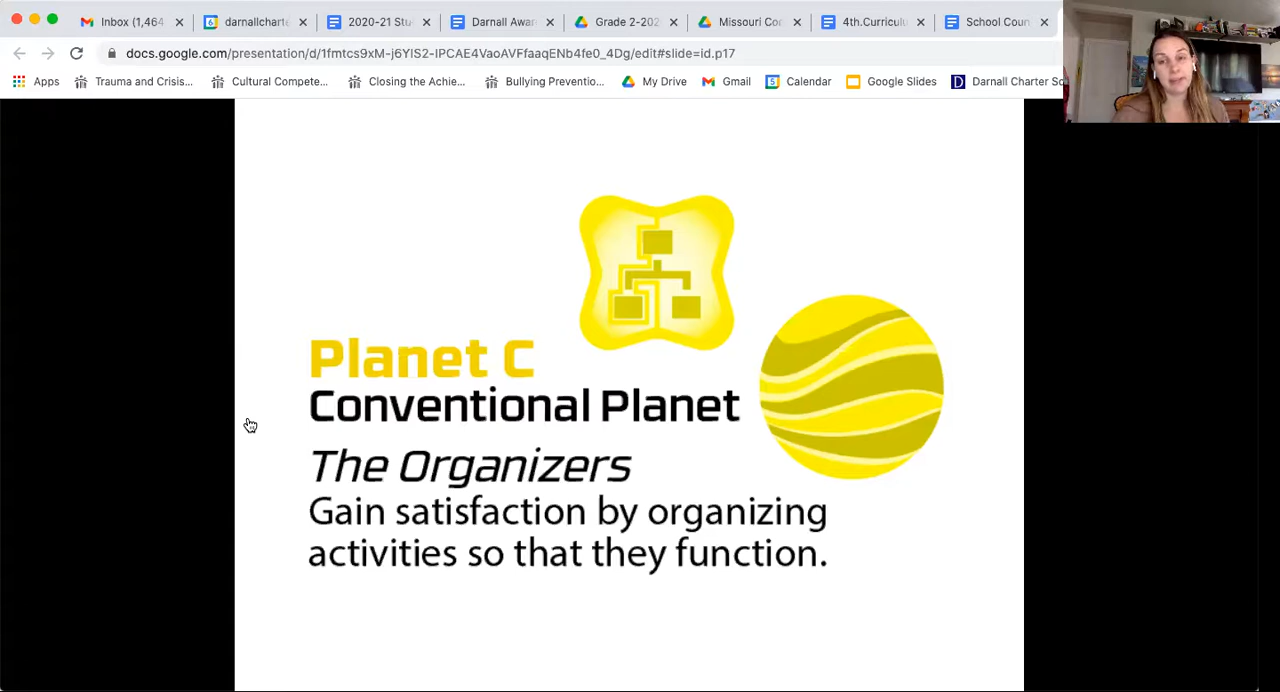 Inbox (1,464
darnallcharte
2020-21 Stu
Darnall Awar
Grade 2-202
Missouri Co
4th.Curricul
School Coun
docs.google.com/presentation/d/1fmtcs9xM-j6YIS2-IPCAE4VaoAVFfaaqENb4fe0_4Dg/edit#slide=id.p17
Apps
Trauma and Crisis...
Cultural Compete...
Closing the Achie...
Bullying Preventio...
My Drive
Gmail
Calendar
Google Slides
Darnall Charter Sc
Planet C
Conventional Planet
The Organizers
Gain satisfaction by organizing
activities so that they function.